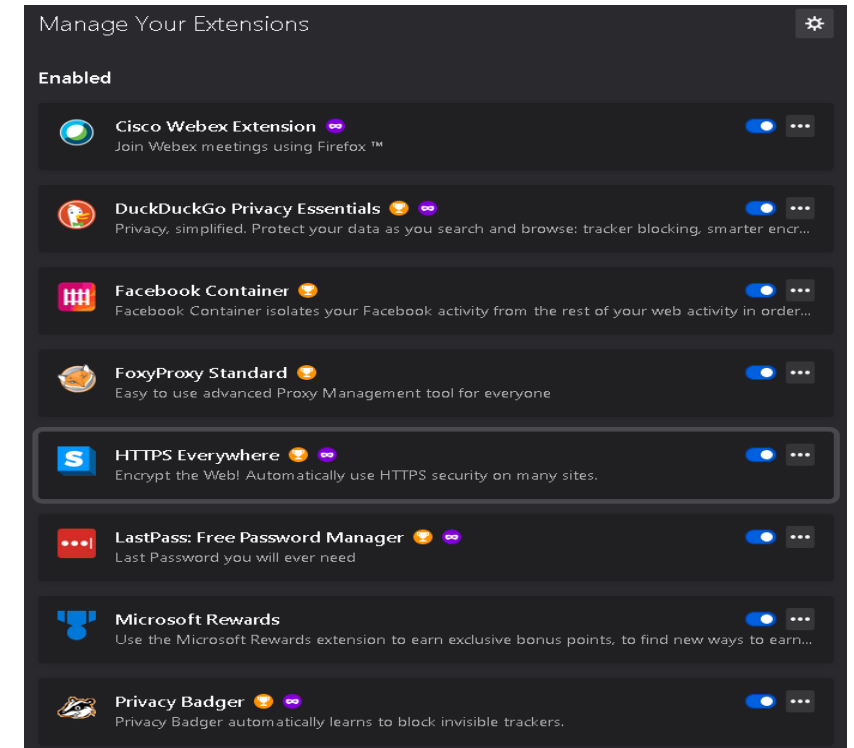 Manage Your Extensions
Enabled
Cisco Webex Extension
Join Webex meetings using Firefox ™
DuckDuckGo Privacy Essentials
Privacy, simplified. Protect your data as you search and browse: tracker blocking, smarter encr...
Facebook Container
Facebook Container isolates your Facebook activity from the rest of your web activity in order...
FoxyProxy Standard
Easy to use advanced Proxy Management tool for everyone
S
HTTPS Everywhere
Encrypt the Web! Automatically use HTTPS security on many sites.
LastPass: Free Password Manager
Last Password you will ever need
Microsoft Rewards
Use the Microsoft Rewards extension to earn exclusive bonus points, to find new ways to earn...
Privacy Badger
Privacy Badger automatically learns to block invisible trackers.